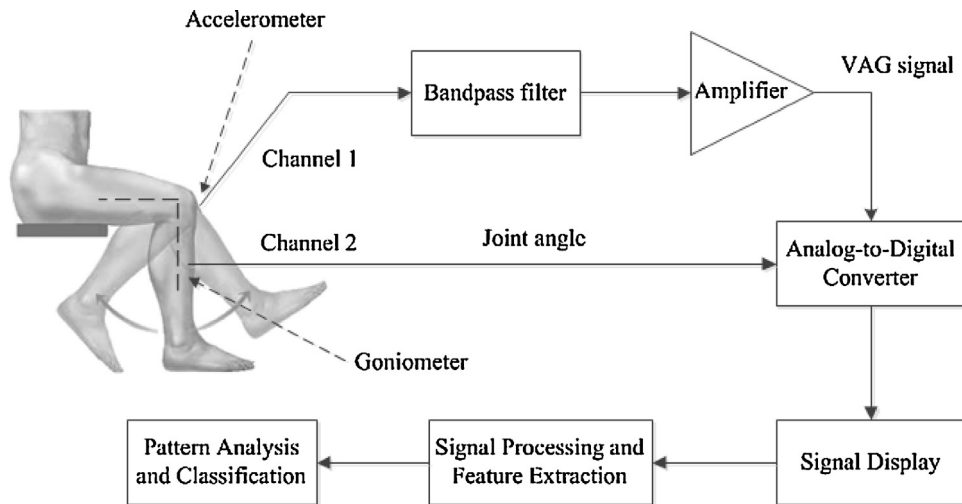 Accelerometer
VAG signal
Bandpass filter
Amplifier
Channel 1
Channel 2
Joint angle
Analog-to-Digital
Converter
Goniometer
Pattern Analysis
and Classification
Signal Processing and
Feature Extraction
Signal Display